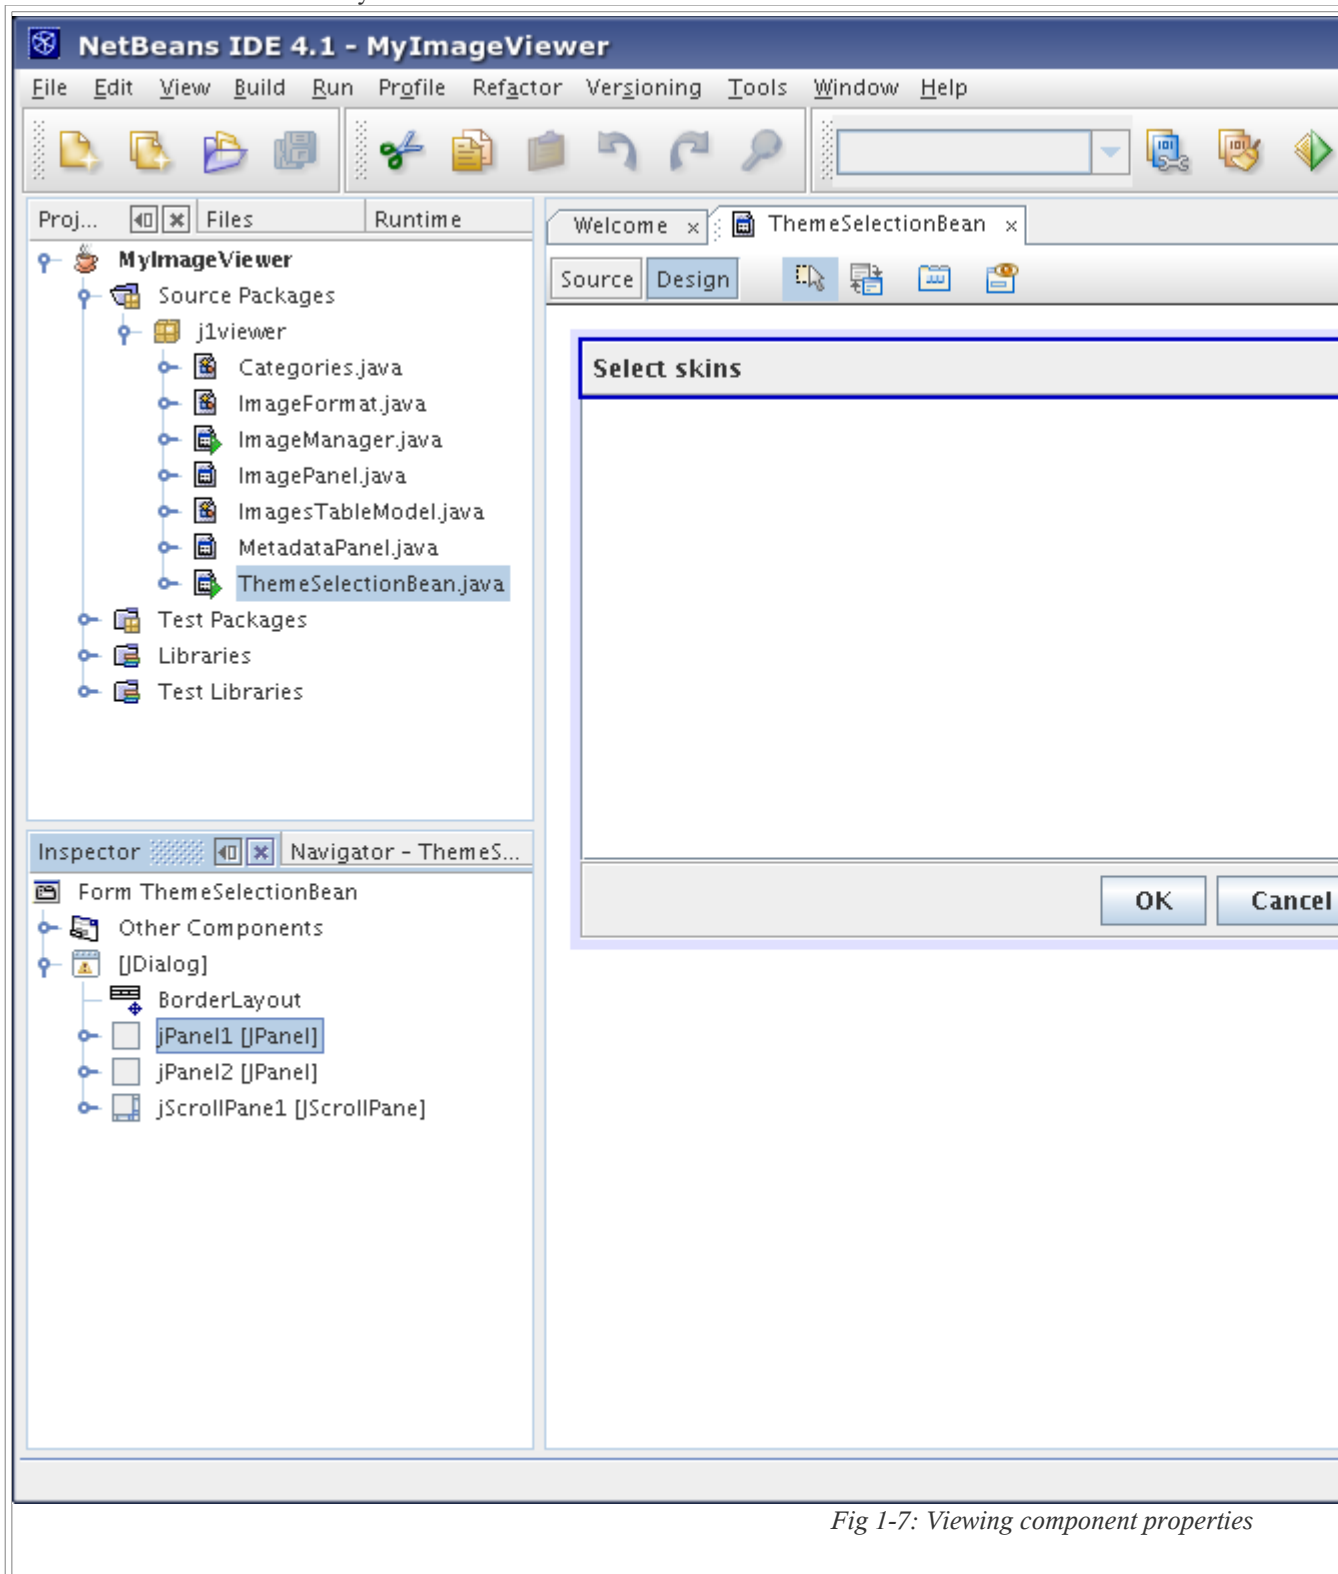 NetBeans IDE 4.1 - MyImageViewer
File Edit View Build Run Profile Refactor Versioning Tools Window Help
Proj... Files Runtime
MyImageViewer
Source Packages
j1viewer
Categories.java
ImageFormat.java
ImageManager.java
ImagePanel.java
ImagesTableModel.java
MetadataPanel.java
ThemeSelectionBean.java
Test Packages
Libraries
Test Libraries
Welcome ThemeSelectionBean
Source Design
Select skins
OK Cancel
Inspector Navigator - ThemeS...
Form ThemeSelectionBean
Other Components
[JDialog]
BorderLayout
jPanel1 [JPanel]
jPanel2 [JPanel]
jScrollPane1 [JScrollPane]
Fig 1-7: Viewing component properties